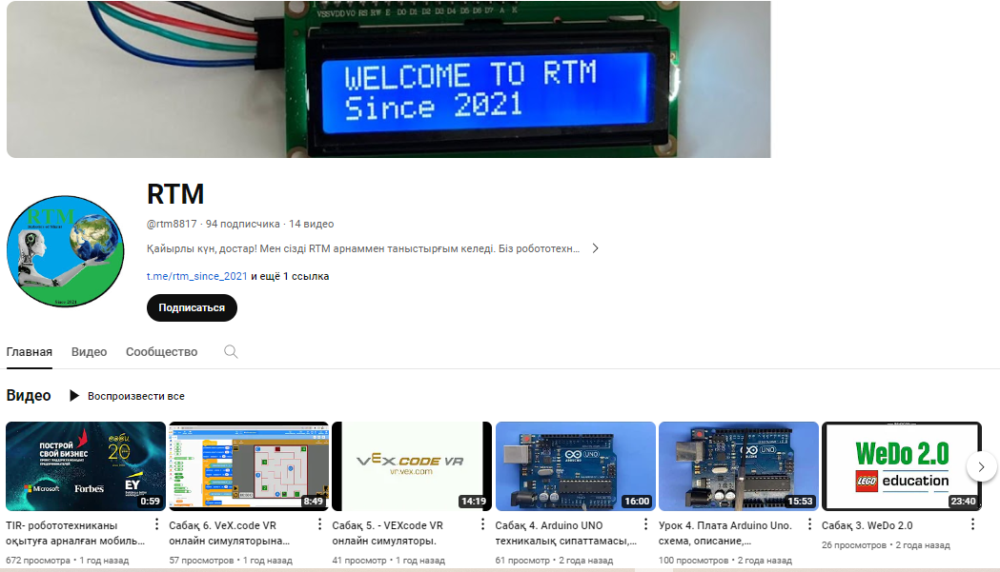 VSSVDDVO RS RW E D0 D1 D2 D3 D4 D5 D6 D7 A K
WELCOME TO RTM
Since 2021
RTM
Since 2021
RTM
@rtm8817 · 94 подписчика · 14 видео
Қайырлы күн, достар! Мен сізді RTM арнаммен таныстырғым келеді. Біз робототехн...
t.me/rtm_since_2021 и ещё 1 ссылка
Подписаться
Главная Видео Сообщество
Видео Воспроизвести все
ПОСТРОЙ
СВОЙ БИЗНЕС
20
Microsoft Forbes EY
0:59
8:49
VEX CODE VR
vr.vex.com
14:19
UNO
16:00
UNO
15:53
WeDo 2.0
LEGO education
23:40
TIR- робототехниканы
оқытуға арналған мобиль...
672 просмотра • 1 год назад
Сабақ 6. VeX.code VR
онлайн симуляторына...
57 просмотров • 1 год назад
Сабақ 5. - VEXcode VR
онлайн симуляторы.
41 просмотр • 1 год назад
Сабақ 4. Arduino UNO
техникалық сипаттамасы,...
61 просмотр • 2 года назад
Урок 4. Плата Arduino Uno.
схема, описание,...
100 просмотров • 2 года назад
Сабақ 3. WeDo 2.0
26 просмотров • 2 года назад